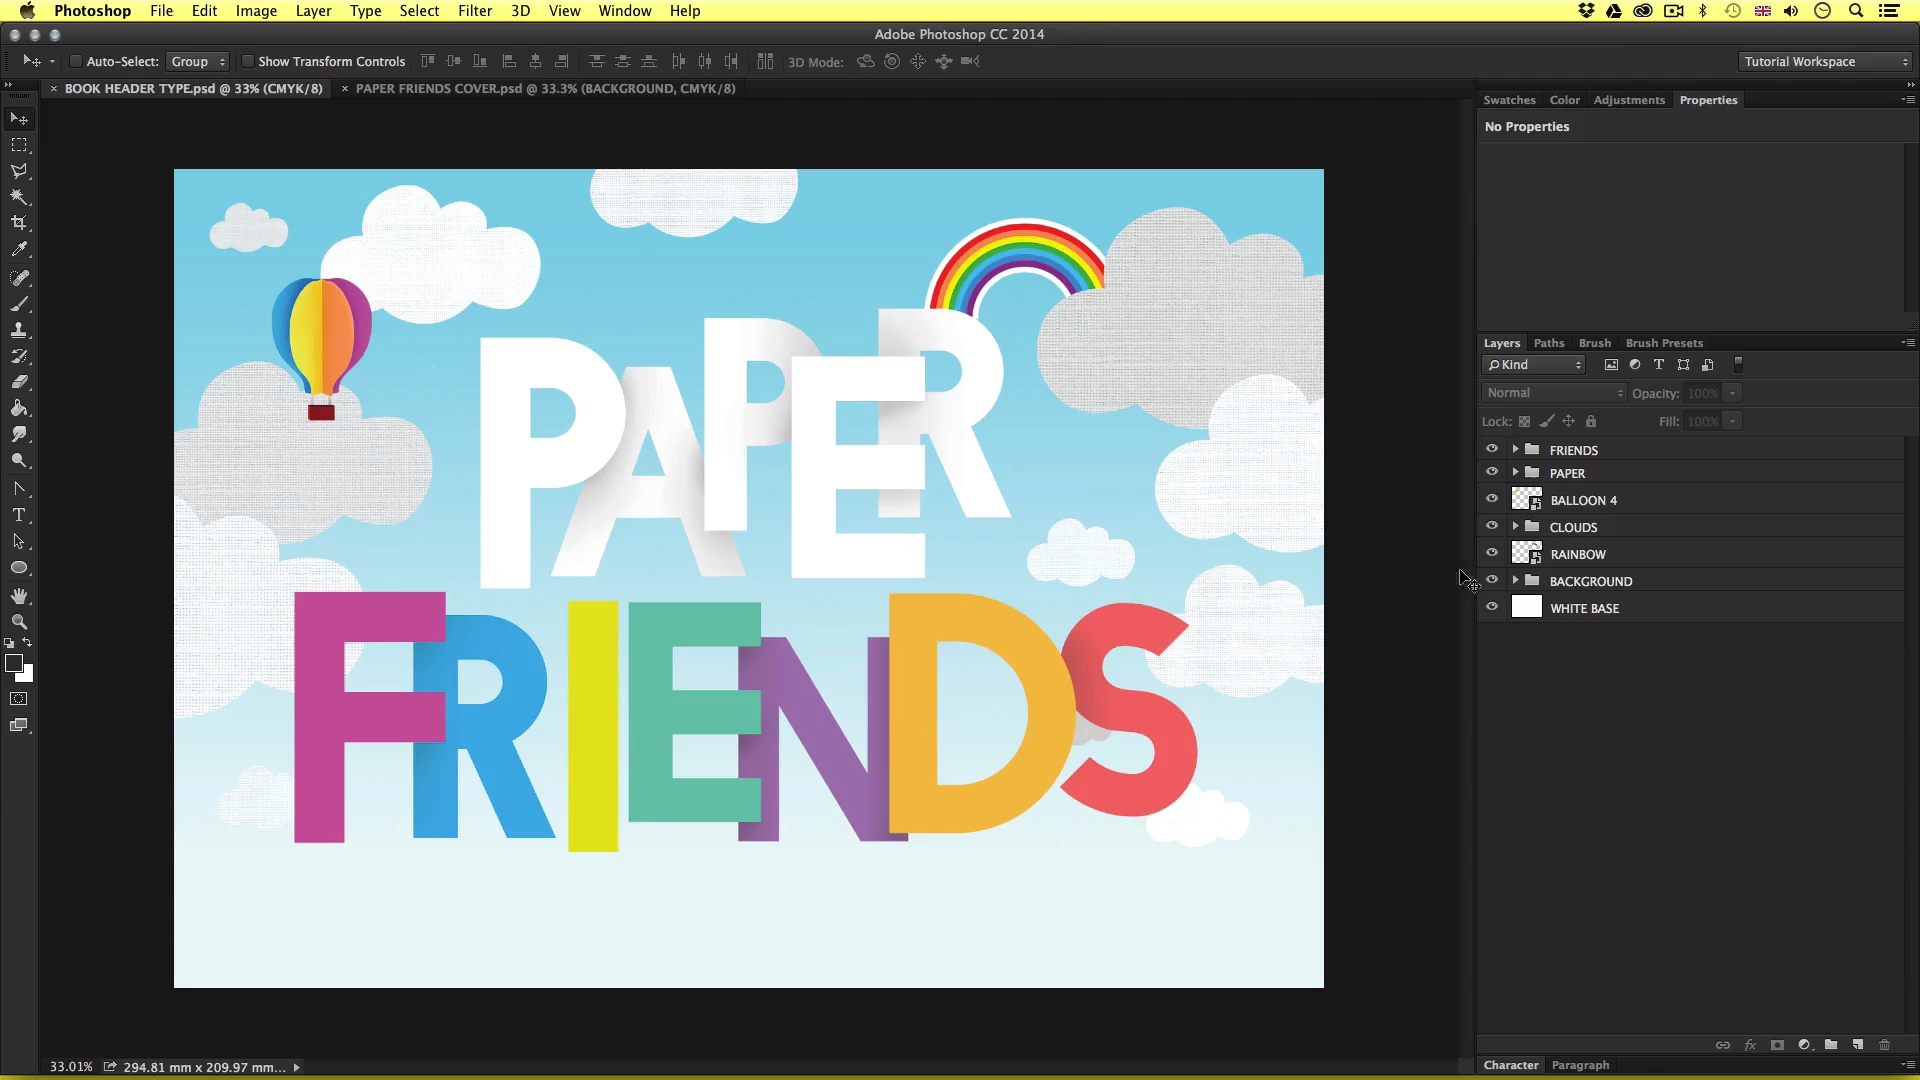 Photoshop File Edit Image Layer Type Select Filter 3D View Window Help
Adobe Photoshop CC 2014
Auto-Select: Group Show Transform Controls 3D Mode: Tutorial Workspace
× BOOK HEADER TYPE.psd @ 33% (CMYK/8) × PAPER FRIENDS COVER.psd @ 33.3% (BACKGROUND, CMYK/8)
Swatches Color Adjustments Properties
No Properties
PAPER
FRIENDS
Layers Paths Brush Brush Presets
Kind
Normal Opacity: 100%
Lock: Fill: 100%
FRIENDS
PAPER
BALLOON 4
CLOUDS
RAINBOW
BACKGROUND
WHITE BASE
33.01% 294.81 mm x 209.97 mm...
Character Paragraph